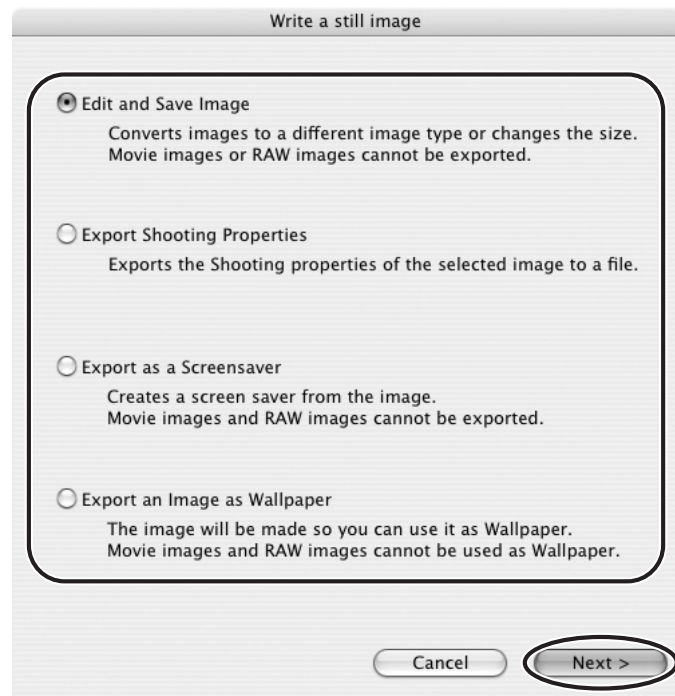 Write a still image
Edit and Save Image
Converts images to a different image type or changes the size.
Movie images or RAW images cannot be exported.
Export Shooting Properties
Exports the Shooting properties of the selected image to a file.
Export as a Screensaver
Creates a screen saver from the image.
Movie images and RAW images cannot be exported.
Export an Image as Wallpaper
The image will be made so you can use it as Wallpaper.
Movie images and RAW images cannot be used as Wallpaper.
Cancel Next >